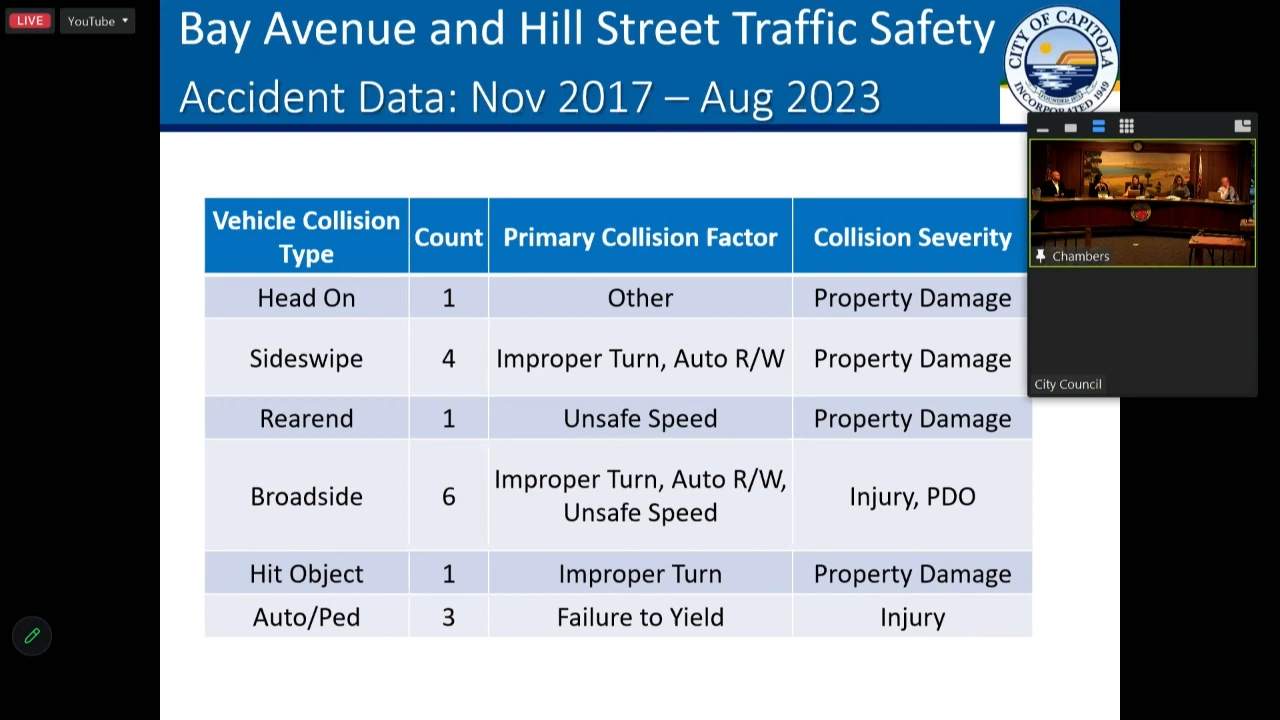 LIVE
YouTube
Bay Avenue and Hill Street Traffic Safety
Accident Data: Nov 2017 – Aug 2023
CITY OF CAPITOLA
INCORPORATED 1949
Vehicle Collision Type Count Primary Collision Factor Collision Severity
Head On 1 Other Property Damage
Sideswipe 4 Improper Turn, Auto R/W Property Damage
Rearend 1 Unsafe Speed Property Damage
Broadside 6 Improper Turn, Auto R/W, Unsafe Speed Injury, PDO
Hit Object 1 Improper Turn Property Damage
Auto/Ped 3 Failure to Yield Injury
Chambers
City Council